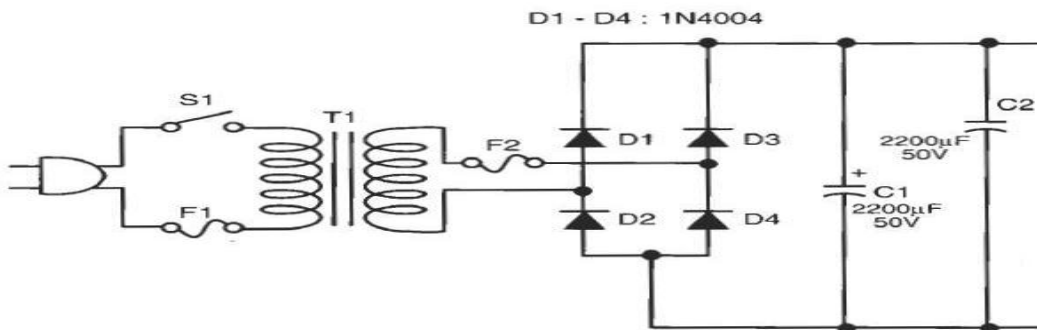 D1 - D4 : 1N4004
S1
T1
F2
D1
D3
C2
2200µF
50V
+
C1
2200µF
50V
F1
D2
D4